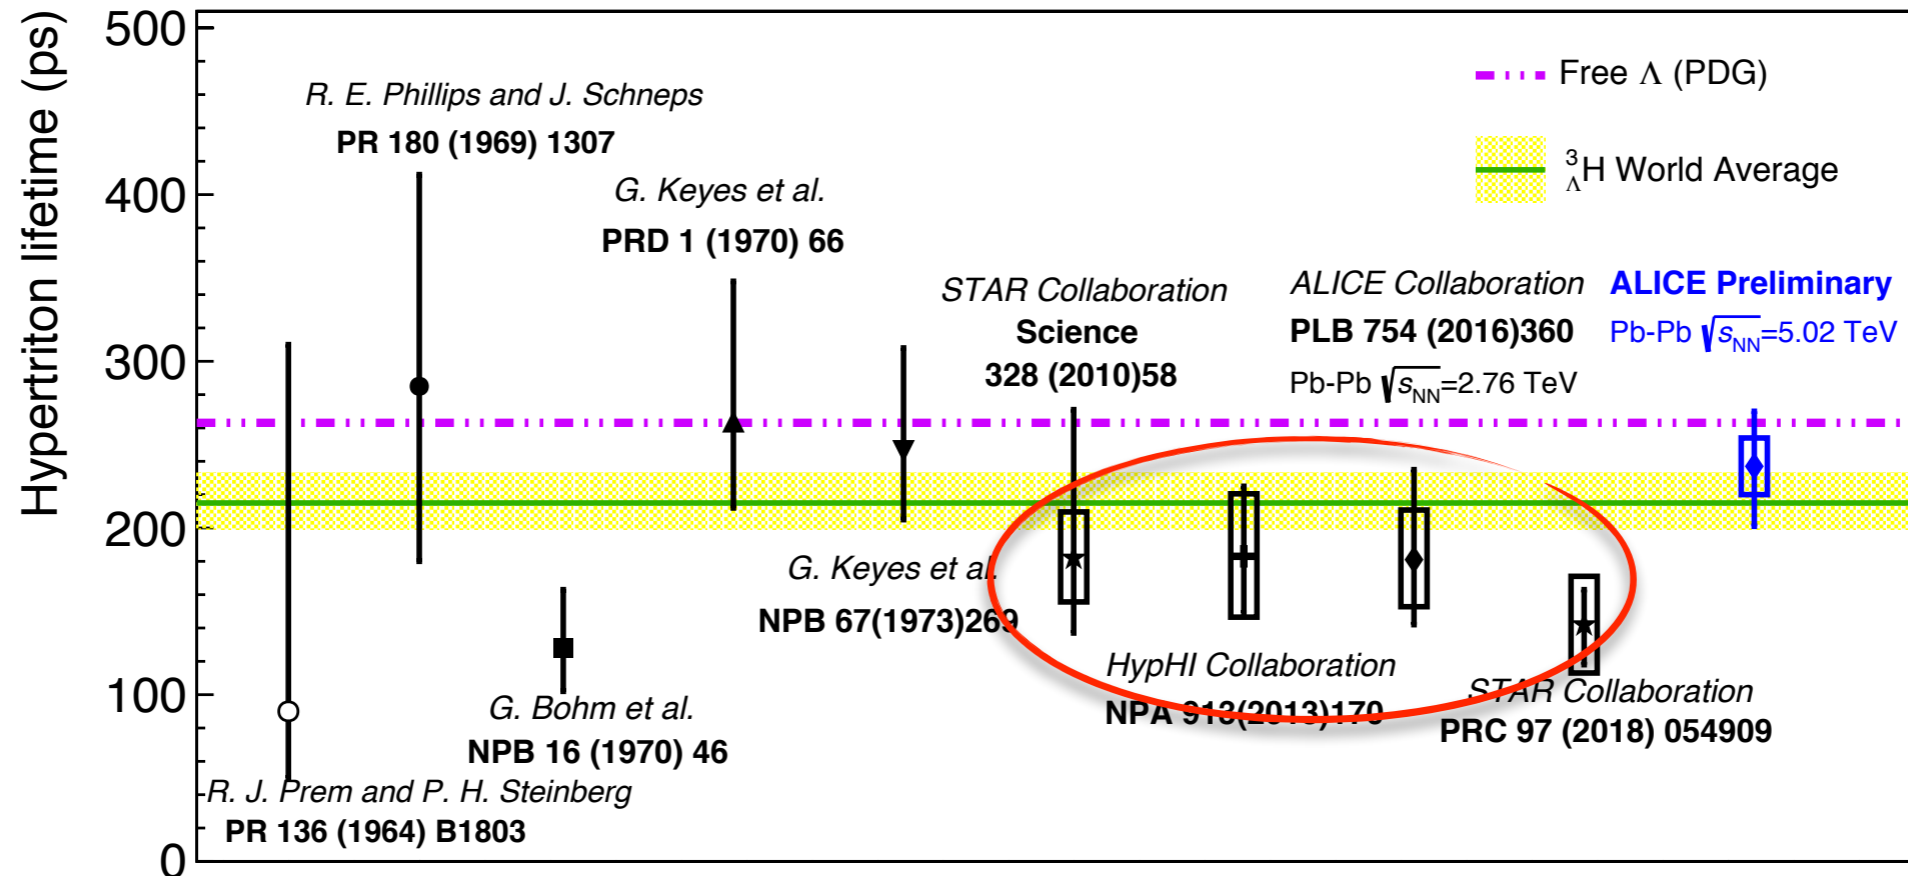 Hypertriton lifetime (ps)
500
400
300
200
100
0
R. E. Phillips and J. Schneps
PR 180 (1969) 1307
G. Keyes et al.
PRD 1 (1970) 66
Free Λ (PDG)
³ΛH World Average
STAR Collaboration
Science
328 (2010)58
ALICE Collaboration
PLB 754 (2016)360
Pb-Pb √sNN=2.76 TeV
ALICE Preliminary
Pb-Pb √sNN=5.02 TeV
G. Keyes et al.
NPB 67(1973)269
HypHI Collaboration
NPA 913(2013)170
STAR Collaboration
PRC 97 (2018) 054909
G. Bohm et al.
NPB 16 (1970) 46
R. J. Prem and P. H. Steinberg
PR 136 (1964) B1803